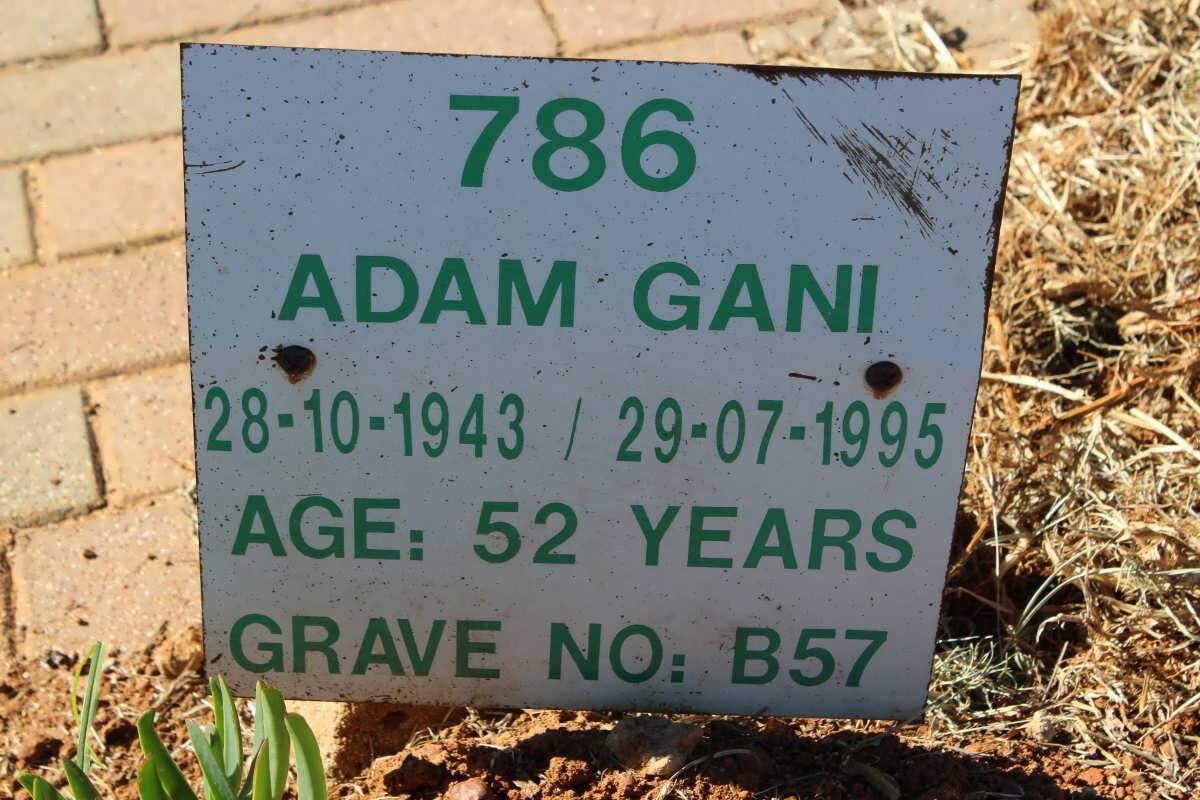 786
ADAM GANI
28-10-1943 / 29-07-1995
AGE: 52 YEARS
GRAVE NO: B57